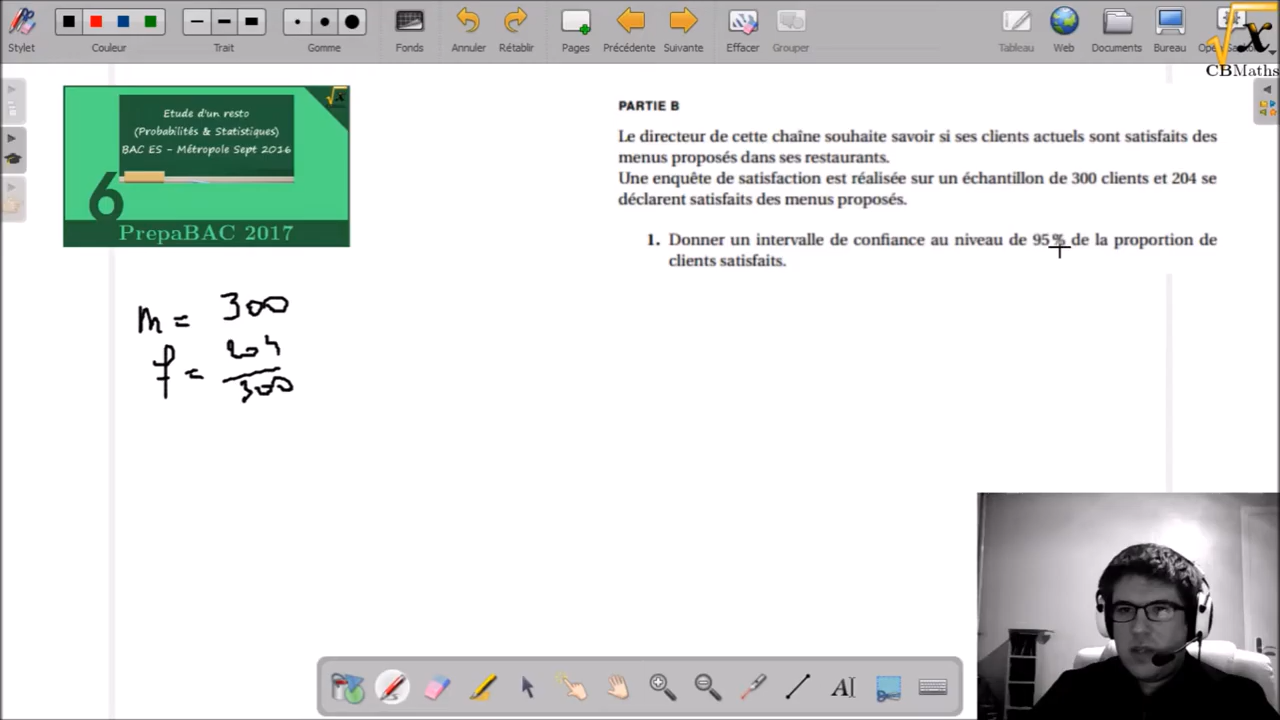 Stylet
Couleur
Trait
Gomme
Fonds
Annuler
Rétablir
Pages
Précédente
Suivante
Effacer
Grouper
Tableau
Web
Documents
Bureau
√x
CBMaths
Etude d'un resto
(Probabilités & Statistiques)
BAC ES - Métropole Sept 2016
6
PrepaBAC 2017
PARTIE B
Le directeur de cette chaîne souhaite savoir si ses clients actuels sont satisfaits des
menus proposés dans ses restaurants.
Une enquête de satisfaction est réalisée sur un échantillon de 300 clients et 204 se
déclarent satisfaits des menus proposés.
1. Donner un intervalle de confiance au niveau de 95% de la proportion de
clients satisfaits.
n = 300
f = 204
300
AI